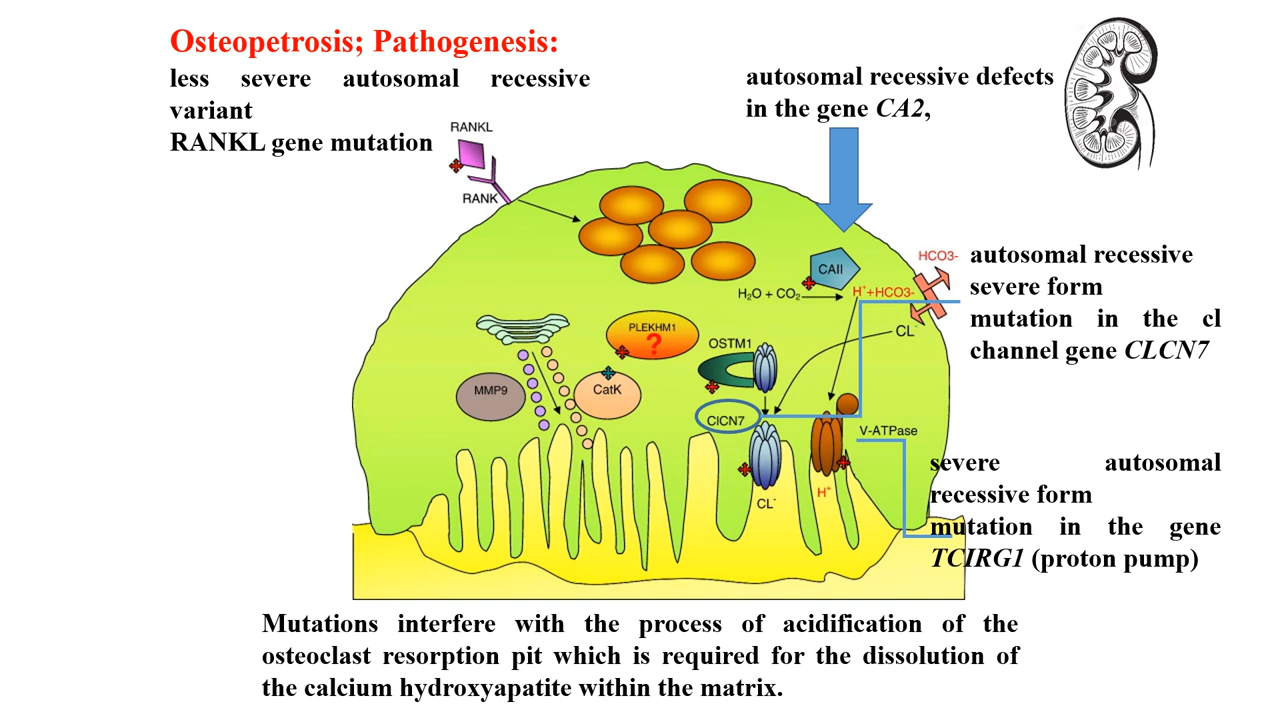 Osteopetrosis; Pathogenesis:
less severe autosomal recessive
variant
RANKL gene mutation
autosomal recessive defects
in the gene CA2,
RANKL
RANK
CAII
H₂O + CO₂
H⁺+HCO3-
HCO3-
autosomal recessive
severe form
mutation in the cl
channel gene CLCN7
CL⁻
PLEKHM1
?
OSTM1
MMP9
CatK
ClCN7
V-ATPase
CL⁻
H⁺
severe autosomal
recessive form
mutation in the gene
TCIRG1 (proton pump)
Mutations interfere with the process of acidification of the
osteoclast resorption pit which is required for the dissolution of
the calcium hydroxyapatite within the matrix.